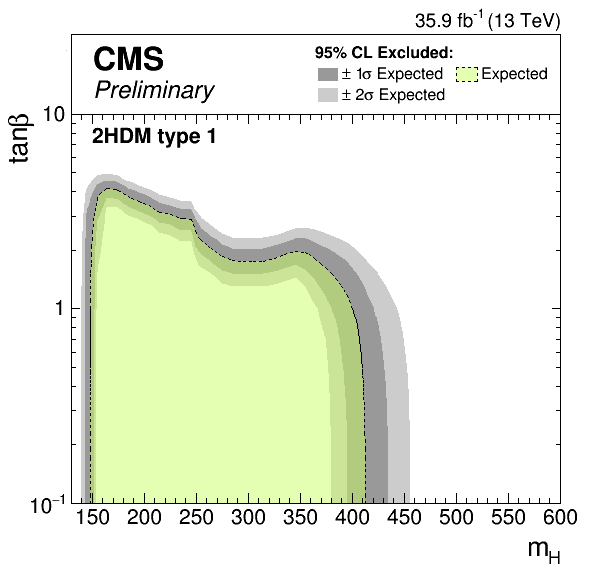 35.9 fb⁻¹ (13 TeV)
CMS
Preliminary
95% CL Excluded:
± 1σ Expected
Expected
± 2σ Expected
2HDM type 1
tanβ
10
1
10⁻¹
150 200 250 300 350 400 450 500 550 600
m_H